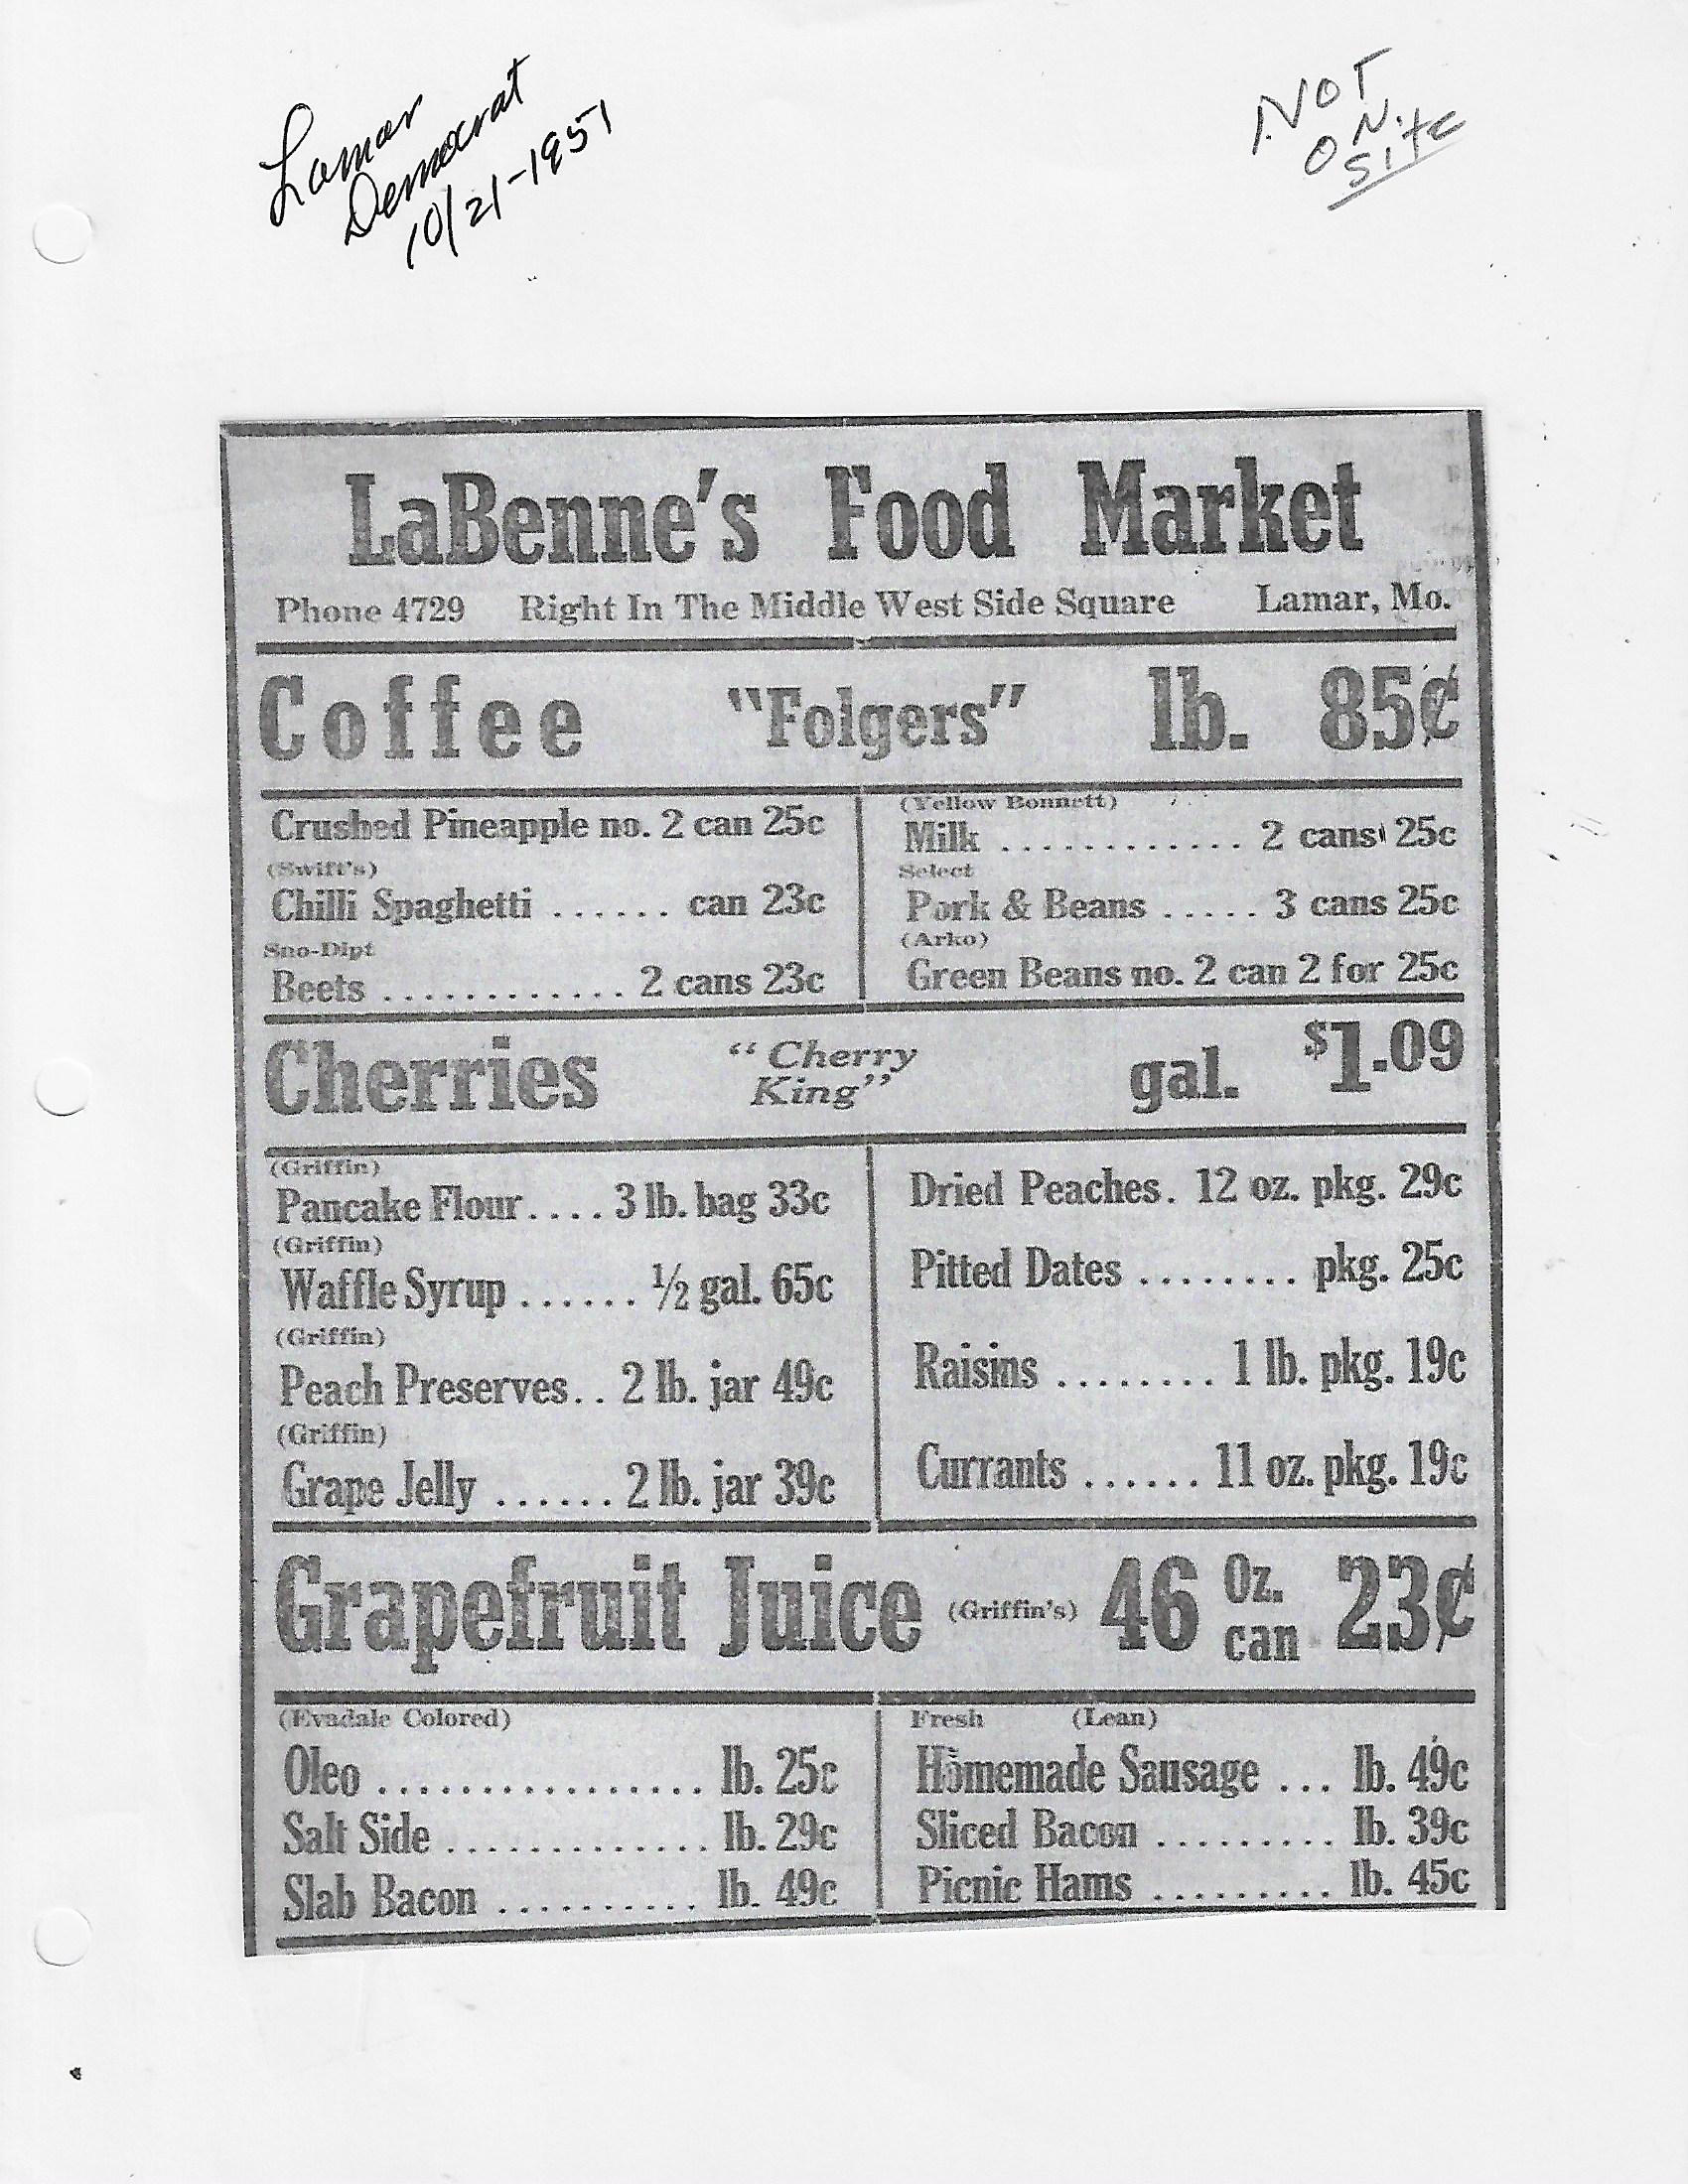 Lamar
Democrat
10/21-1951
NOT
ON
SITE
LaBenne's Food Market
Phone 4729 Right In The Middle West Side Square Lamar, Mo.
Coffee "Folgers" lb. 85¢
Crushed Pineapple no. 2 can 25c
(Swift's)
Chilli Spaghetti ...... can 23c
Sno-Dipt
Beets ............. 2 cans 23c
(Yellow Bonnett)
Milk ............. 2 cans 25c
Select
Pork & Beans ..... 3 cans 25c
(Arko)
Green Beans no. 2 can 2 for 25c
Cherries "Cherry King" gal. $1.09
(Griffin)
Pancake Flour.... 3 lb. bag 33c
(Griffin)
Waffle Syrup ...... ½ gal. 65c
(Griffin)
Peach Preserves.. 2 lb. jar 49c
(Griffin)
Grape Jelly ...... 2 lb. jar 39c
Dried Peaches. 12 oz. pkg. 29c
Pitted Dates ........ pkg. 25c
Raisins ........ 1 lb. pkg. 19c
Currants ...... 11 oz. pkg. 19c
Grapefruit Juice (Griffin's) 46 Oz. can 23¢
(Evadale Colored)
Oleo ................. lb. 25c
Salt Side .............. lb. 29c
Slab Bacon .......... lb. 49c
Fresh (Lean)
Homemade Sausage ... lb. 49c
Sliced Bacon ......... lb. 39c
Picnic Hams ......... lb. 45c